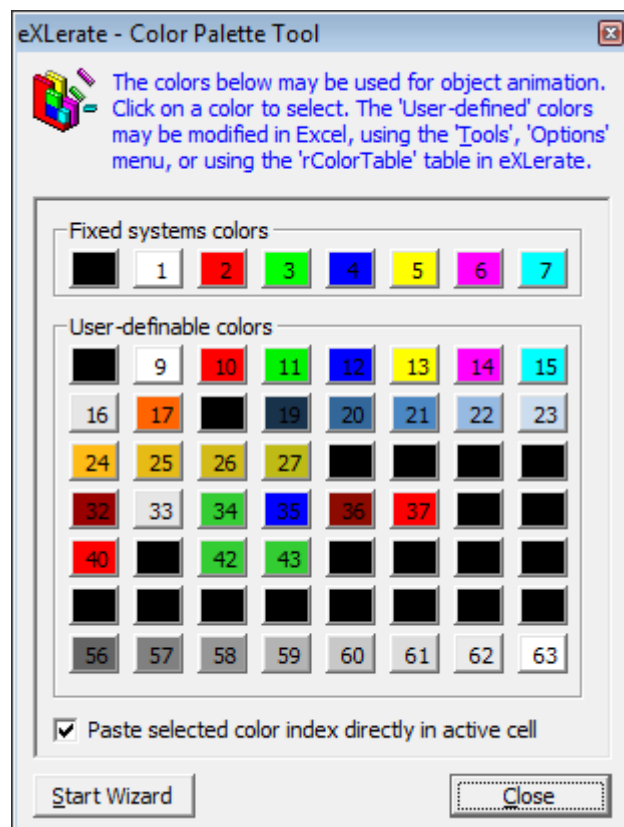 eXLerate - Color Palette Tool
The colors below may be used for object animation.
Click on a color to select. The 'User-defined' colors
may be modified in Excel, using the 'Tools', 'Options'
menu, or using the 'rColorTable' table in eXLerate.
Fixed systems colors
1 2 3 4 5 6 7
User-definable colors
9 10 11 12 13 14 15
16 17 19 20 21 22 23
24 25 26 27
32 33 34 35 36 37
40 42 43
56 57 58 59 60 61 62 63
Paste selected color index directly in active cell
Start Wizard Close